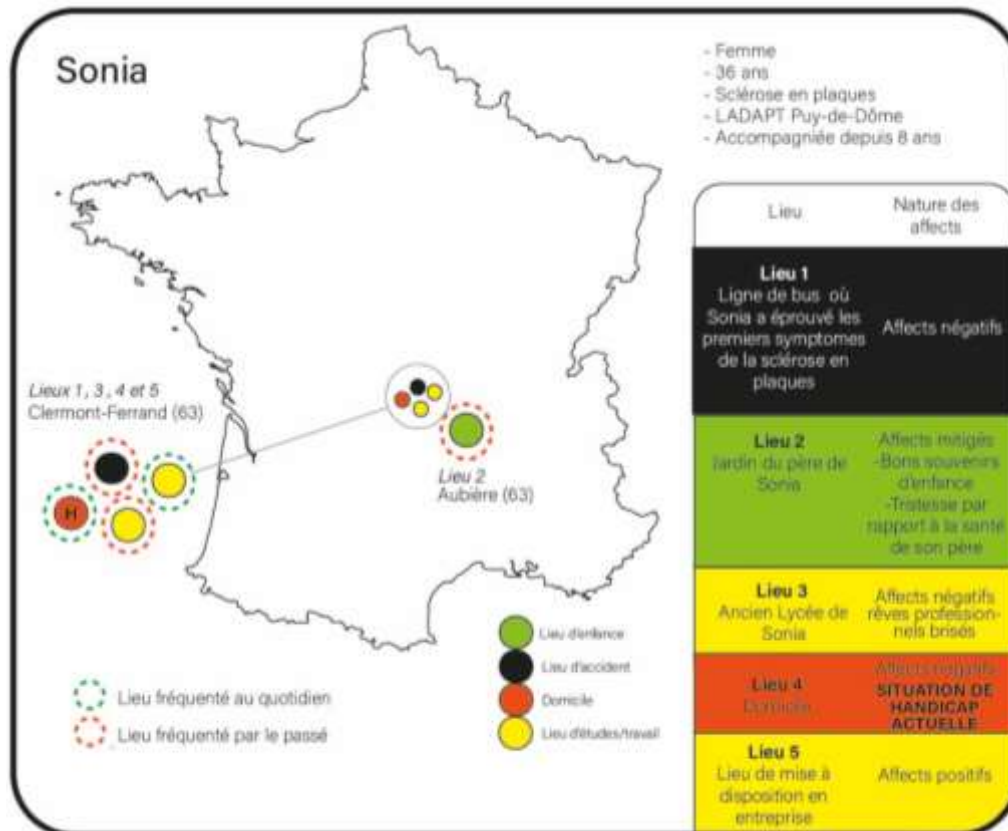 Sonia
- Femme
- 36 ans
- Sclérose en plaques
- LADAPT Puy-de-Dôme
- Accompagniée depuis 8 ans
Lieux 1, 3 , 4 et 5
Clermont-Ferrand (63)
H
Lieu 2
Aubière (63)
Lieu fréquenté au quotidien
Lieu fréquenté par le passé
Lieu d'enfance
Lieu d'accident
Domicile
Lieu d'études/travail
Lieu
Nature des
affects
Lieu 1
Ligne de bus où
Sonia a éprouvé les
premiers symptomes
de la sclérose en
plaques
Affects négatifs
Lieu 2
Jardin du père de
Sonia
Affects mitigés
-Bons souvenirs
d'enfance
-Tristesse par
rapport à la santé
de son père
Lieu 3
Ancien Lycée de
Sonia
Affects négatifs
rêves profession-
nels brisés
Lieu 4
Domicile
Affects négatifs
SITUATION DE
HANDICAP
ACTUELLE
Lieu 5
Lieu de mise à
disposition en
entreprise
Affects positifs